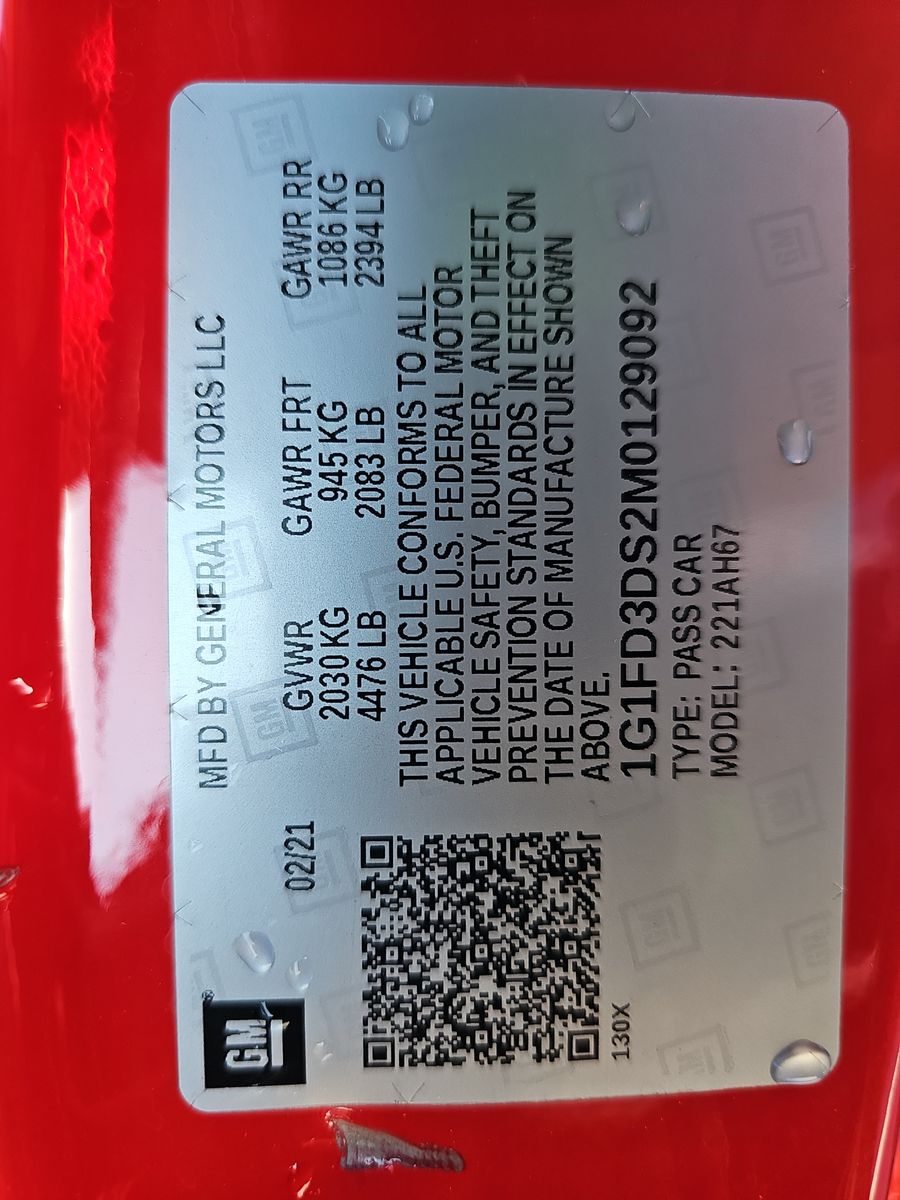 GM
MFD BY GENERAL MOTORS LLC
02/21
GVWR GAWR FRT GAWR RR
2030 KG 945 KG 1086 KG
4476 LB 2083 LB 2394 LB
THIS VEHICLE CONFORMS TO ALL
APPLICABLE U.S. FEDERAL MOTOR
VEHICLE SAFETY, BUMPER, AND THEFT
PREVENTION STANDARDS IN EFFECT ON
THE DATE OF MANUFACTURE SHOWN
ABOVE.
1G1FD3DS2M0129092
TYPE: PASS CAR
MODEL: 221AH67
130X